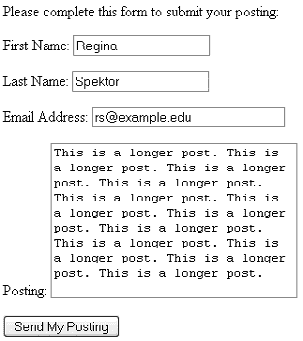 Please complete this form to submit your posting:
First Name: Regina
Last Name: Spektor
Email Address: rs@example.edu
This is a longer post. This is
a longer post. This is a longer
post. This is a longer post.
This is a longer post. This is
a longer post. This is a longer
post. This is a longer post.
This is a longer post. This is
a longer post. This is a longer
post. This is a longer post.
Posting:
Send My Posting